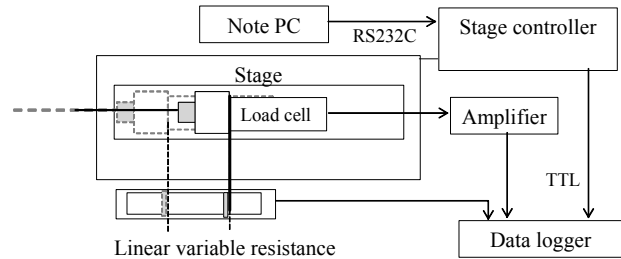 Note PC
RS232C
Stage controller
Stage
Load cell
Amplifier
TTL
Data logger
Linear variable resistance